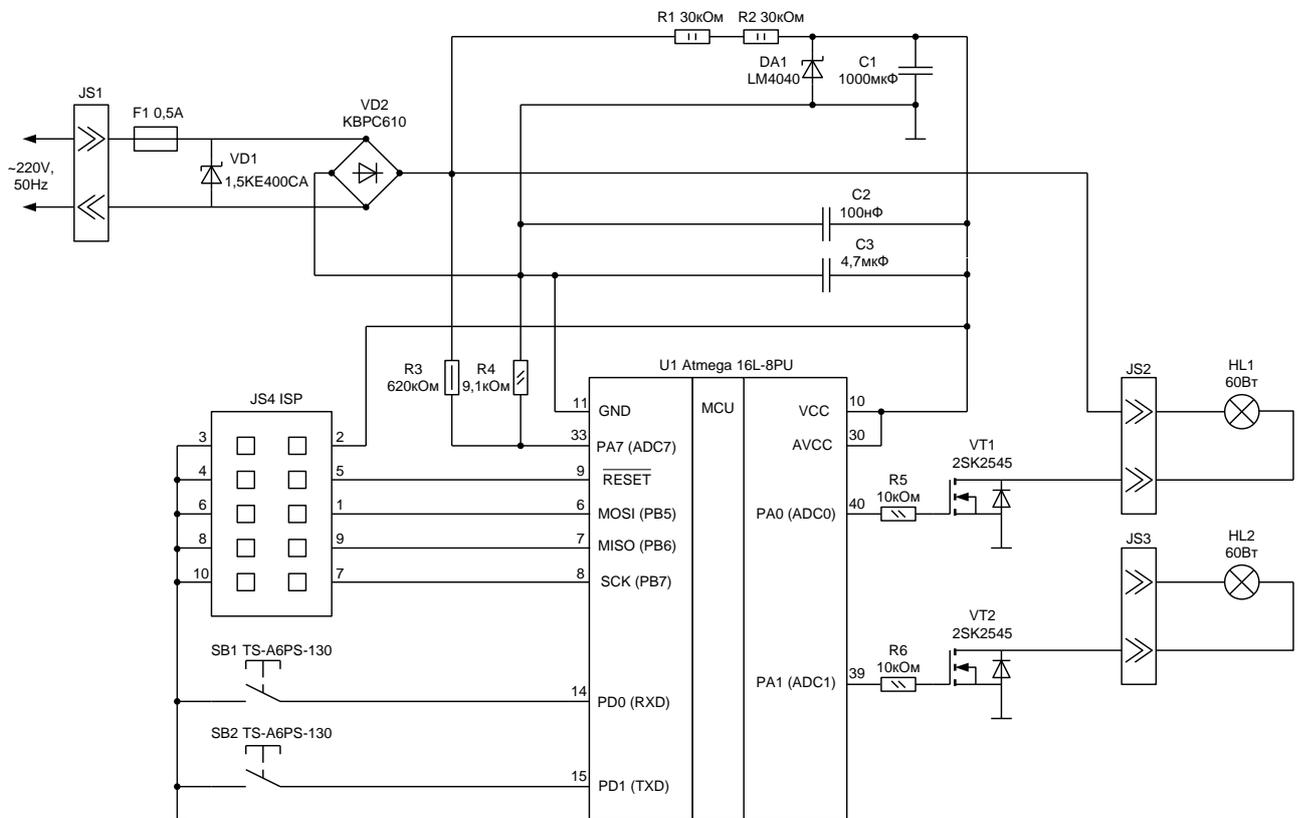 R1 30кОм
R2 30кОм
DA1
LM4040
C1
1000мкФ
JS1
F1 0,5А
VD2
KBPC610
VD1
1,5KE400CA
~220V,
50Hz
C2
100нФ
C3
4,7мкФ
R3
620кОм
R4
9,1кОм
U1 Atmega 16L-8PU
JS2
HL1
60Вт
JS4 ISP
11
GND
MCU
VCC
10
3
2
33
PA7 (ADC7)
AVCC
30
4
5
9
RESET
VT1
2SK2545
R5
10кОм
6
1
6
MOSI (PB5)
PA0 (ADC0)
40
8
9
7
MISO (PB6)
JS3
HL2
60Вт
10
7
8
SCK (PB7)
VT2
2SK2545
R6
10кОм
SB1 TS-A6PS-130
PA1 (ADC1)
39
14
PD0 (RXD)
SB2 TS-A6PS-130
15
PD1 (TXD)